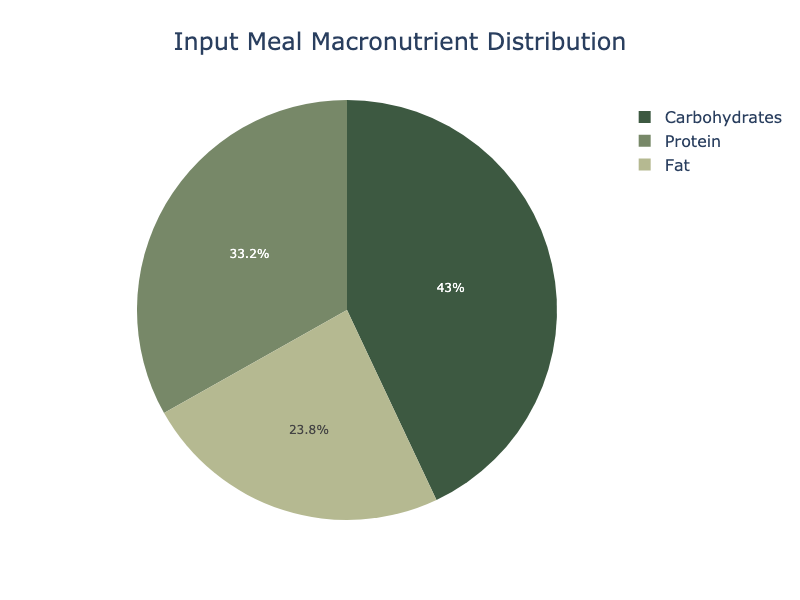 Input Meal Macronutrient Distribution
Carbohydrates
Protein
Fat
33.2%
43%
23.8%